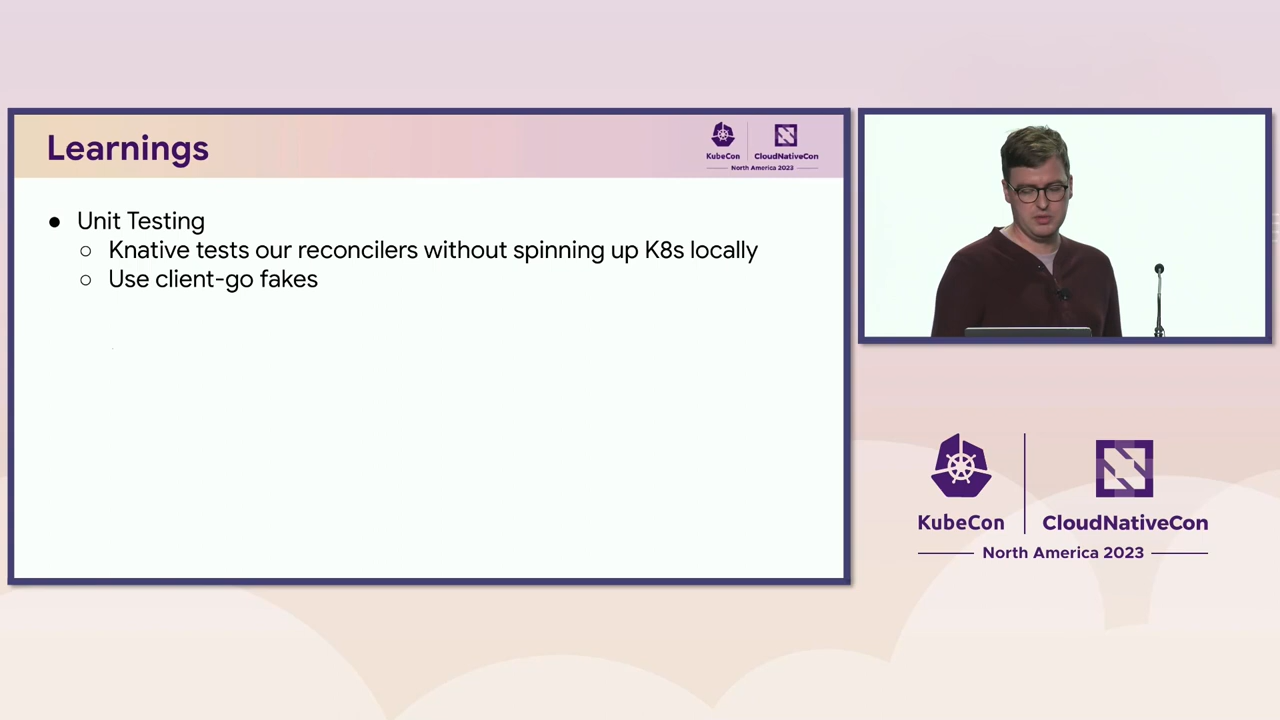 Learnings
KubeCon
CloudNativeCon
North America 2023
● Unit Testing
○ Knative tests our reconcilers without spinning up K8s locally
○ Use client-go fakes
KubeCon
CloudNativeCon
North America 2023